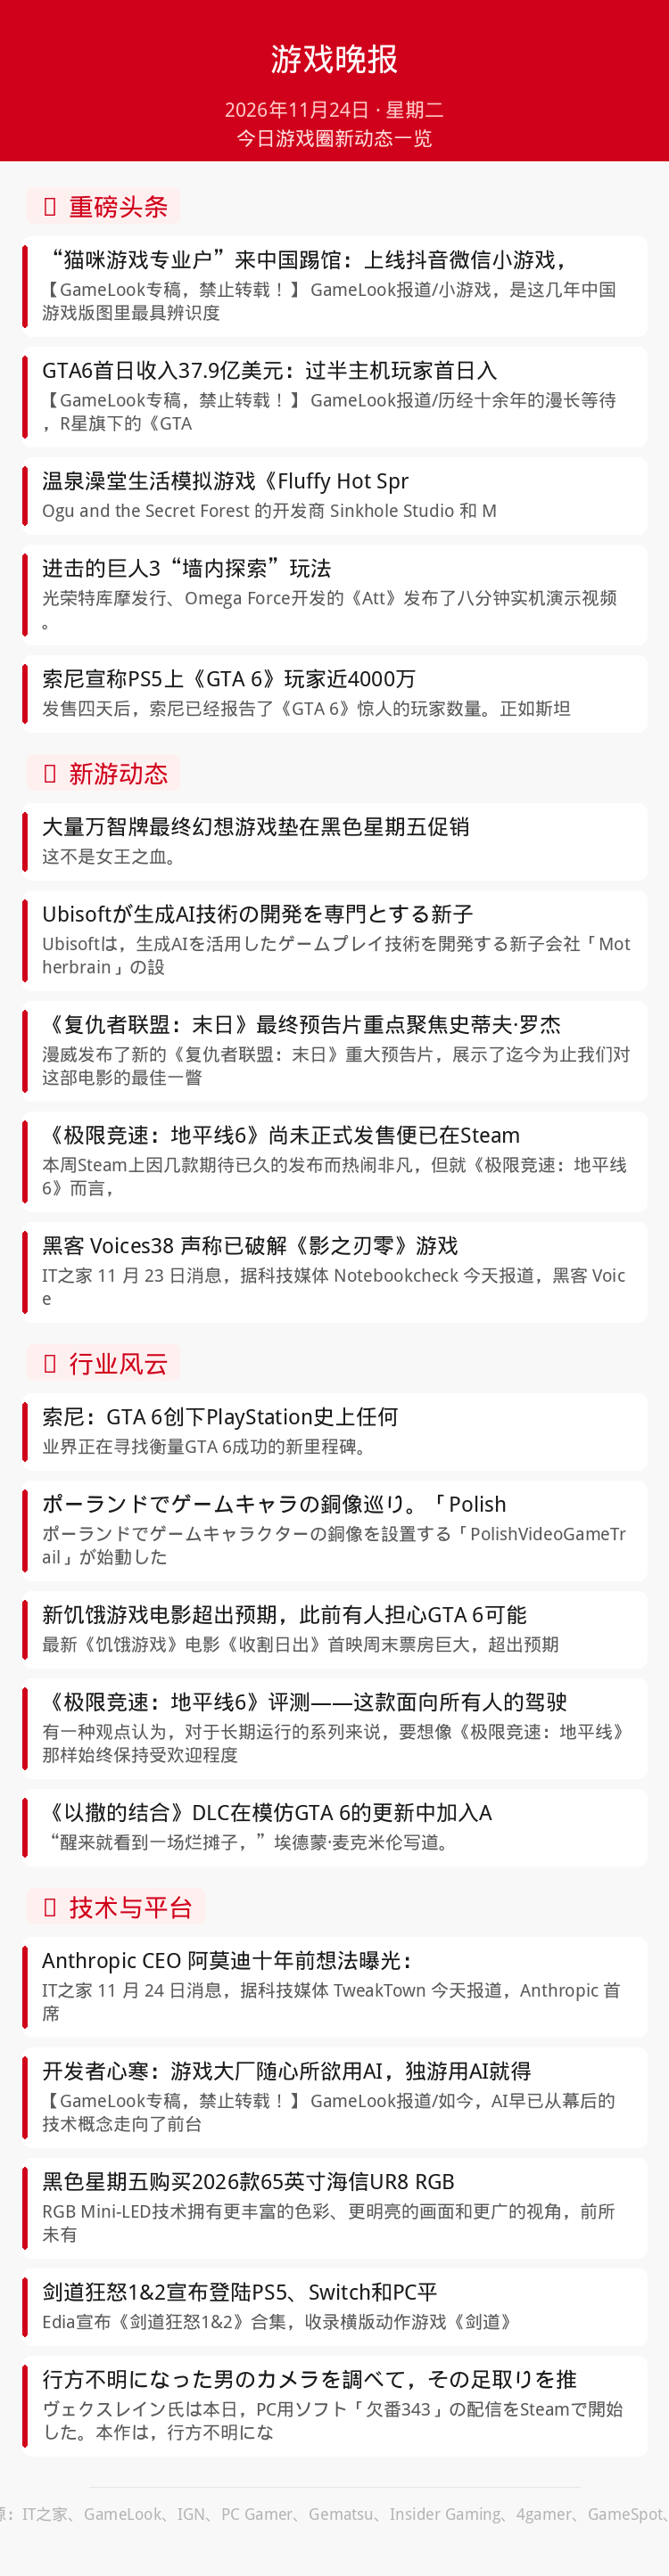 游戏晚报
2026年11月24日 · 星期二
今日游戏圈新动态一览
重磅头条
“猫咪游戏专业户”来中国踢馆：上线抖音微信小游戏，
【GameLook专稿，禁止转载！】GameLook报道/小游戏，是这几年中国
游戏版图里最具辨识度
GTA6首日收入37.9亿美元：过半主机玩家首日入
【GameLook专稿，禁止转载！】GameLook报道/历经十余年的漫长等待
，R星旗下的《GTA
温泉澡堂生活模拟游戏《Fluffy Hot Spr
Ogu and the Secret Forest 的开发商 Sinkhole Studio 和 M
进击的巨人3“墙内探索”玩法
光荣特库摩发行、Omega Force开发的《Att》发布了八分钟实机演示视频
。
索尼宣称PS5上《GTA 6》玩家近4000万
发售四天后，索尼已经报告了《GTA 6》惊人的玩家数量。正如斯坦
新游动态
大量万智牌最终幻想游戏垫在黑色星期五促销
这不是女王之血。
Ubisoftが生成AI技術の開発を専門とする新子
Ubisoftは，生成AIを活用したゲームプレイ技術を開発する新子会社「Mot
herbrain」の設
《复仇者联盟：末日》最终预告片重点聚焦史蒂夫·罗杰
漫威发布了新的《复仇者联盟：末日》重大预告片，展示了迄今为止我们对
这部电影的最佳一瞥
《极限竞速：地平线6》尚未正式发售便已在Steam
本周Steam上因几款期待已久的发布而热闹非凡，但就《极限竞速：地平线
6》而言，
黑客 Voices38 声称已破解《影之刃零》游戏
IT之家 11 月 23 日消息，据科技媒体 Notebookcheck 今天报道，黑客 Voic
e
行业风云
索尼：GTA 6创下PlayStation史上任何
业界正在寻找衡量GTA 6成功的新里程碑。
ポーランドでゲームキャラの銅像巡り。「Polish
ポーランドでゲームキャラクターの銅像を設置する「PolishVideoGameTr
ail」が始動した
新饥饿游戏电影超出预期，此前有人担心GTA 6可能
最新《饥饿游戏》电影《收割日出》首映周末票房巨大，超出预期
《极限竞速：地平线6》评测——这款面向所有人的驾驶
有一种观点认为，对于长期运行的系列来说，要想像《极限竞速：地平线》
那样始终保持受欢迎程度
《以撒的结合》DLC在模仿GTA 6的更新中加入A
“醒来就看到一场烂摊子，”埃德蒙·麦克米伦写道。
技术与平台
Anthropic CEO 阿莫迪十年前想法曝光：
IT之家 11 月 24 日消息，据科技媒体 TweakTown 今天报道，Anthropic 首
席
开发者心寒：游戏大厂随心所欲用AI，独游用AI就得
【GameLook专稿，禁止转载！】GameLook报道/如今，AI早已从幕后的
技术概念走向了前台
黑色星期五购买2026款65英寸海信UR8 RGB
RGB Mini-LED技术拥有更丰富的色彩、更明亮的画面和更广的视角，前所
未有
剑道狂怒1&2宣布登陆PS5、Switch和PC平
Edia宣布《剑道狂怒1&2》合集，收录横版动作游戏《剑道》
行方不明になった男のカメラを調べて，その足取りを推
ヴェクスレイン氏は本日，PC用ソフト「欠番343」の配信をSteamで開始
した。本作は，行方不明にな
源：IT之家、GameLook、IGN、PC Gamer、Gematsu、Insider Gaming、4gamer、GameSpot、